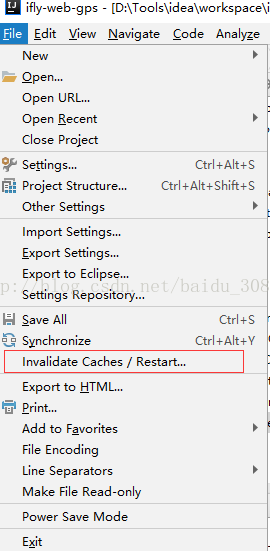 ifly-web-gps - [D:\Tools\idea\workspace\i
File Edit View Navigate Code Analyze
New
Open...
Open URL...
Open Recent
Close Project
Settings... Ctrl+Alt+S
Project Structure... Ctrl+Alt+Shift+S
Other Settings
Import Settings...
Export Settings...
Export to Eclipse...
p://blog.csdn.net/baidu_308
Settings Repository...
Save All Ctrl+S
Synchronize Ctrl+Alt+Y
Invalidate Caches / Restart...
Export to HTML...
Print...
Add to Favorites
File Encoding
Line Separators
Make File Read-only
Power Save Mode
Exit